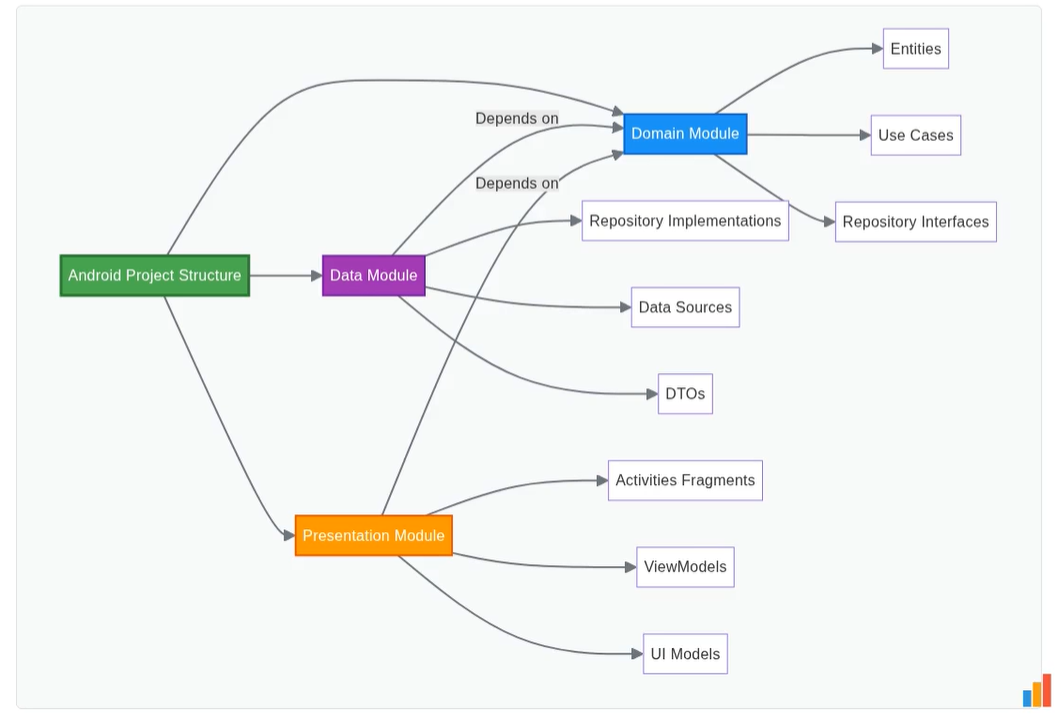 Entities
Depends on
Domain Module
Use Cases
Depends on
Repository Implementations
Repository Interfaces
Android Project Structure
Data Module
Data Sources
DTOs
Activities Fragments
Presentation Module
ViewModels
UI Models